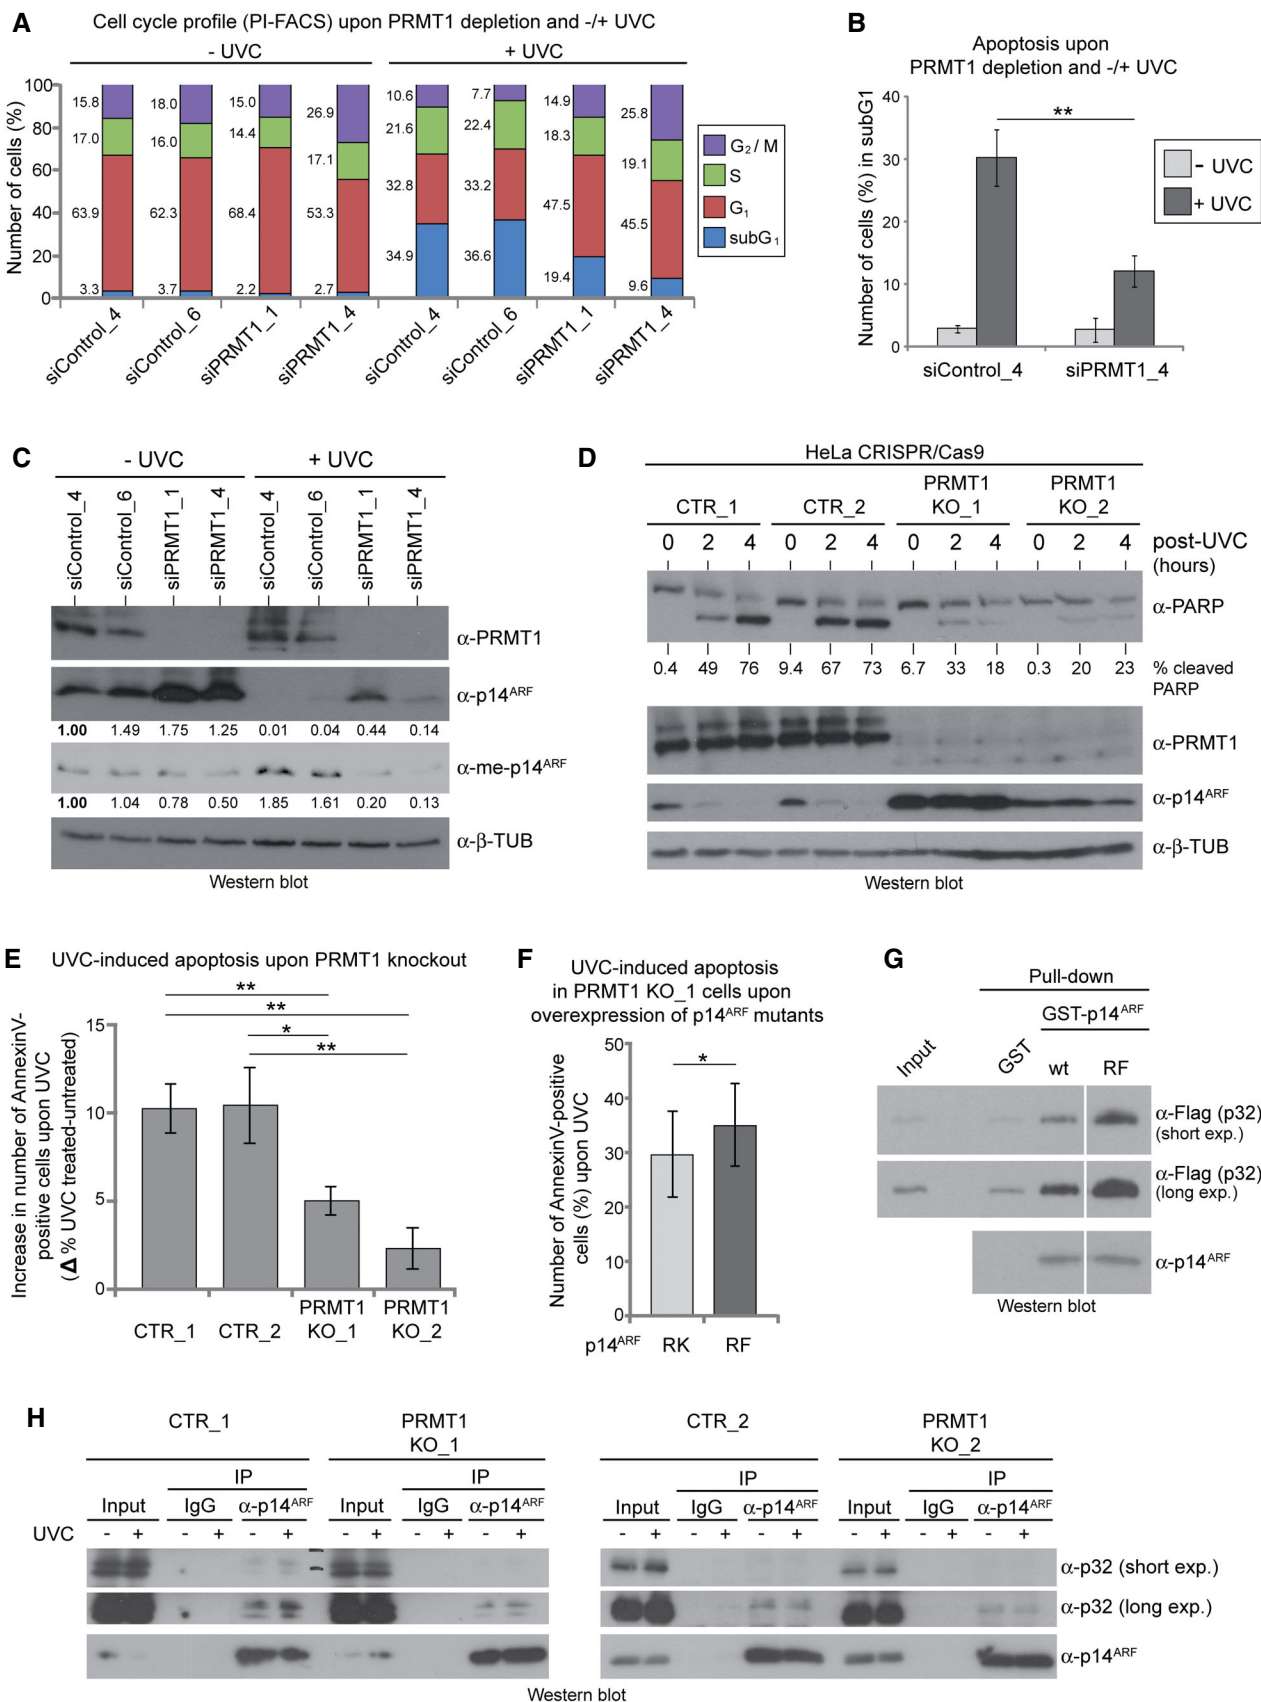 A
Cell cycle profile (PI-FACS) upon PRMT1 depletion and -/+ UVC
- UVC
+ UVC
Number of cells (%)
100
80
60
40
20
0
15.8
17.0
63.9
3.3
18.0
16.0
62.3
3.7
15.0
14.4
68.4
2.2
26.9
17.1
53.3
2.7
10.6
21.6
32.8
34.9
7.7
22.4
33.2
36.6
14.9
18.3
47.5
19.4
25.8
19.1
45.5
9.6
siControl_4
siControl_6
siPRMT1_1
siPRMT1_4
siControl_4
siControl_6
siPRMT1_1
siPRMT1_4
G₂ / M
S
G₁
subG₁
B
Apoptosis upon
PRMT1 depletion and -/+ UVC
Number of cells (%) in subG1
40
30
20
10
0
**
siControl_4
siPRMT1_4
- UVC
+ UVC
C
- UVC
+ UVC
siControl_4
siControl_6
siPRMT1_1
siPRMT1_4
siControl_4
siControl_6
siPRMT1_1
siPRMT1_4
α-PRMT1
α-p14ᴬᴿᶠ
1.00 1.49 1.75 1.25 0.01 0.04 0.44 0.14
α-me-p14ᴬᴿᶠ
1.00 1.04 0.78 0.50 1.85 1.61 0.20 0.13
α-β-TUB
Western blot
D
HeLa CRISPR/Cas9
CTR_1
CTR_2
PRMT1
KO_1
PRMT1
KO_2
0 2 4 0 2 4 0 2 4 0 2 4 post-UVC
(hours)
α-PARP
0.4 49 76 9.4 67 73 6.7 33 18 0.3 20 23 % cleaved
PARP
α-PRMT1
α-p14ᴬᴿᶠ
α-β-TUB
Western blot
E
UVC-induced apoptosis upon PRMT1 knockout
Increase in number of AnnexinV-
positive cells upon UVC
(Δ % UVC treated-untreated)
15
10
5
0
**
**
*
**
CTR_1
CTR_2
PRMT1
KO_1
PRMT1
KO_2
F
UVC-induced apoptosis
in PRMT1 KO_1 cells upon
overexpression of p14ᴬᴿᶠ mutants
Number of AnnexinV-positive
cells (%) upon UVC
50
40
30
20
10
0
*
p14ᴬᴿᶠ RK RF
G
Pull-down
GST-p14ᴬᴿᶠ
Input
GST
wt
RF
α-Flag (p32)
(short exp.)
α-Flag (p32)
(long exp.)
α-p14ᴬᴿᶠ
Western blot
H
CTR_1
PRMT1
KO_1
CTR_2
PRMT1
KO_2
IP
IP
IP
IP
Input IgG α-p14ᴬᴿᶠ Input IgG α-p14ᴬᴿᶠ Input IgG α-p14ᴬᴿᶠ Input IgG α-p14ᴬᴿᶠ
UVC - + - + - + - + - + - + - + - + - + - + - + - +
α-p32 (short exp.)
α-p32 (long exp.)
α-p14ᴬᴿᶠ
Western blot